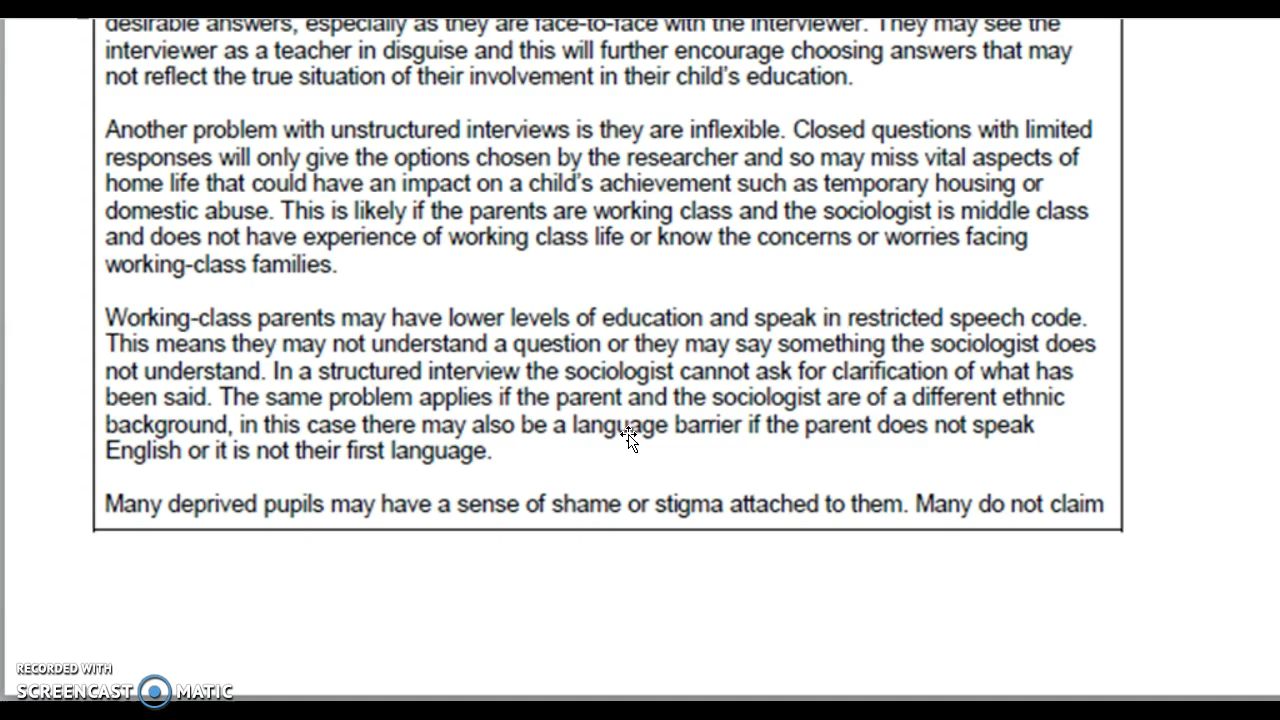 desirable answers, especially as they are face-to-face with the interviewer. They may see the
interviewer as a teacher in disguise and this will further encourage choosing answers that may
not reflect the true situation of their involvement in their child's education.
Another problem with unstructured interviews is they are inflexible. Closed questions with limited
responses will only give the options chosen by the researcher and so may miss vital aspects of
home life that could have an impact on a child's achievement such as temporary housing or
domestic abuse. This is likely if the parents are working class and the sociologist is middle class
and does not have experience of working class life or know the concerns or worries facing
working-class families.
Working-class parents may have lower levels of education and speak in restricted speech code.
This means they may not understand a question or they may say something the sociologist does
not understand. In a structured interview the sociologist cannot ask for clarification of what has
been said. The same problem applies if the parent and the sociologist are of a different ethnic
background, in this case there may also be a language barrier if the parent does not speak
English or it is not their first language.
Many deprived pupils may have a sense of shame or stigma attached to them. Many do not claim
RECORDED WITH
SCREENCAST MATIC